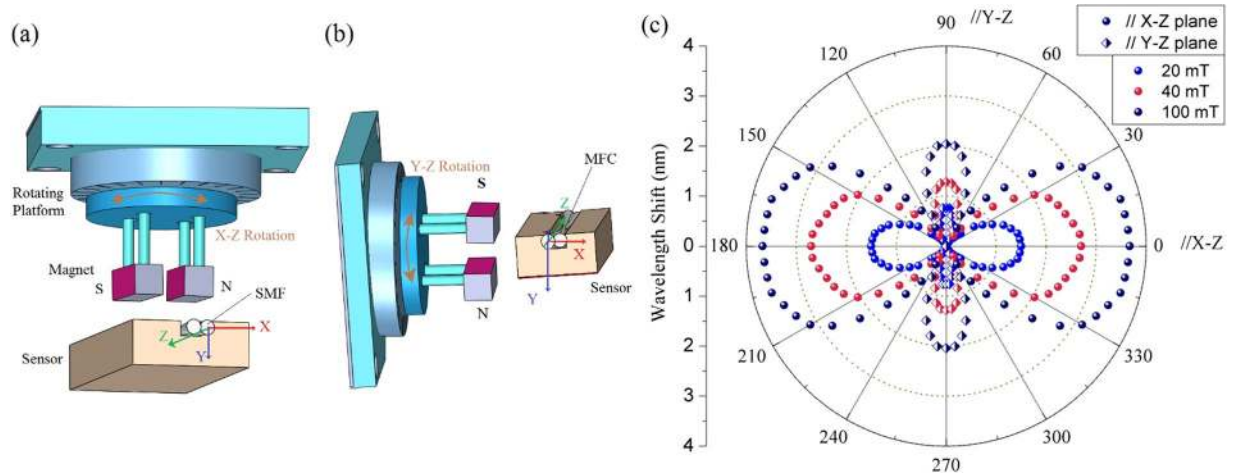 (a)
Rotating
Platform
X-Z Rotation
Magnet
S
N
SMF
X
Z
Y
Sensor
(b)
Y-Z Rotation
S
MFC
Z
X
Y
N
Sensor
(c)
Wavelength Shift (nm)
4
3
2
1
0
1
2
3
4
90
//Y-Z
120
60
150
30
180
0
//X-Z
210
330
240
300
270
// X-Z plane
// Y-Z plane
20 mT
40 mT
100 mT